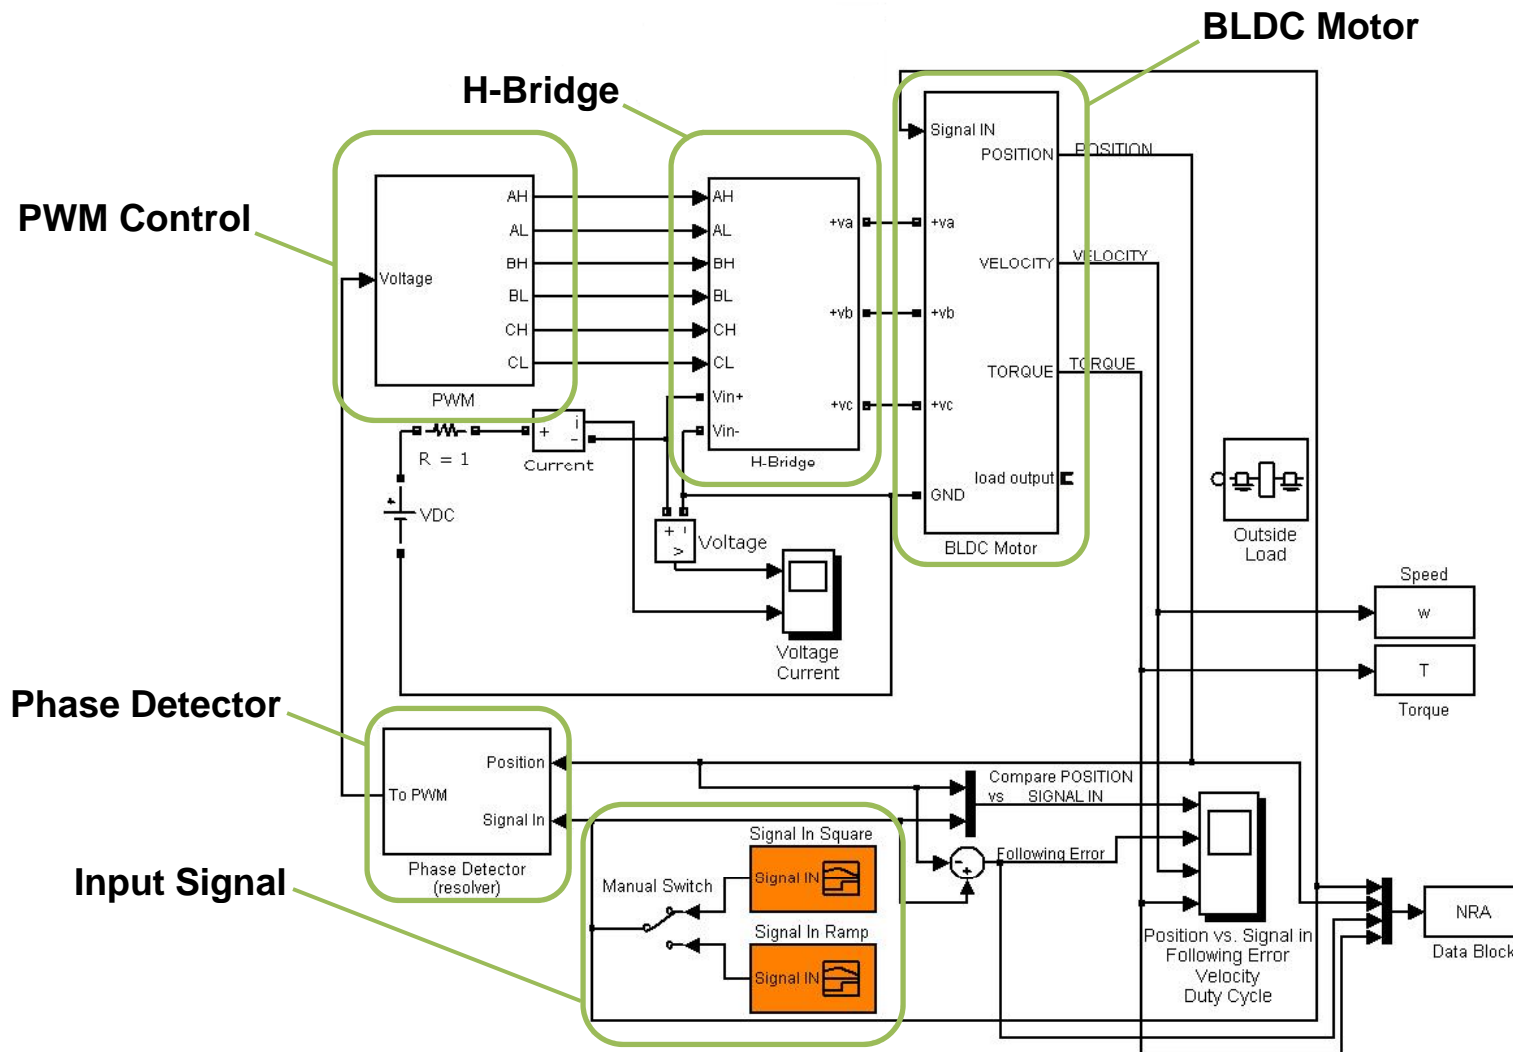 BLDC Motor
H-Bridge
PWM Control
Phase Detector
Input Signal
Voltage
AH
AL
BH
BL
CH
CL
PWM
AH
AL
BH
BL
CH
CL
Vin+
Vin-
+va
+vb
+vc
H-Bridge
Signal IN
+va
+vb
+vc
GND
POSITION
VELOCITY
TORQUE
load output
BLDC Motor
POSITION
VELOCITY
TORQUE
R = 1
+
i
-
Current
+
VDC
+ -
v
Voltage
Voltage
Current
Outside
Load
Speed
w
T
Torque
Position
To PWM
Signal In
Phase Detector
(resolver)
Compare POSITION
vs SIGNAL IN
Following Error
-
+
Manual Switch
Signal In Square
Signal IN
Signal In Ramp
Signal IN
Position vs. Signal in
Following Error
Velocity
Duty Cycle
NRA
Data Block